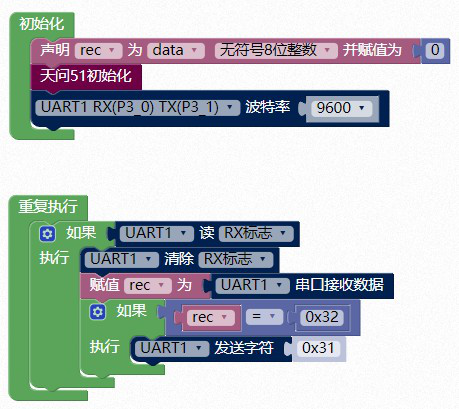 初始化
声明 rec 为 data 无符号8位整数 并赋值为 0
天问51初始化
UART1 RX(P3_0) TX(P3_1) 波特率 9600
重复执行
如果 UART1 读 RX标志
执行 UART1 清除 RX标志
赋值 rec 为 UART1 串口接收数据
如果 rec = 0x32
执行 UART1 发送字符 0x31